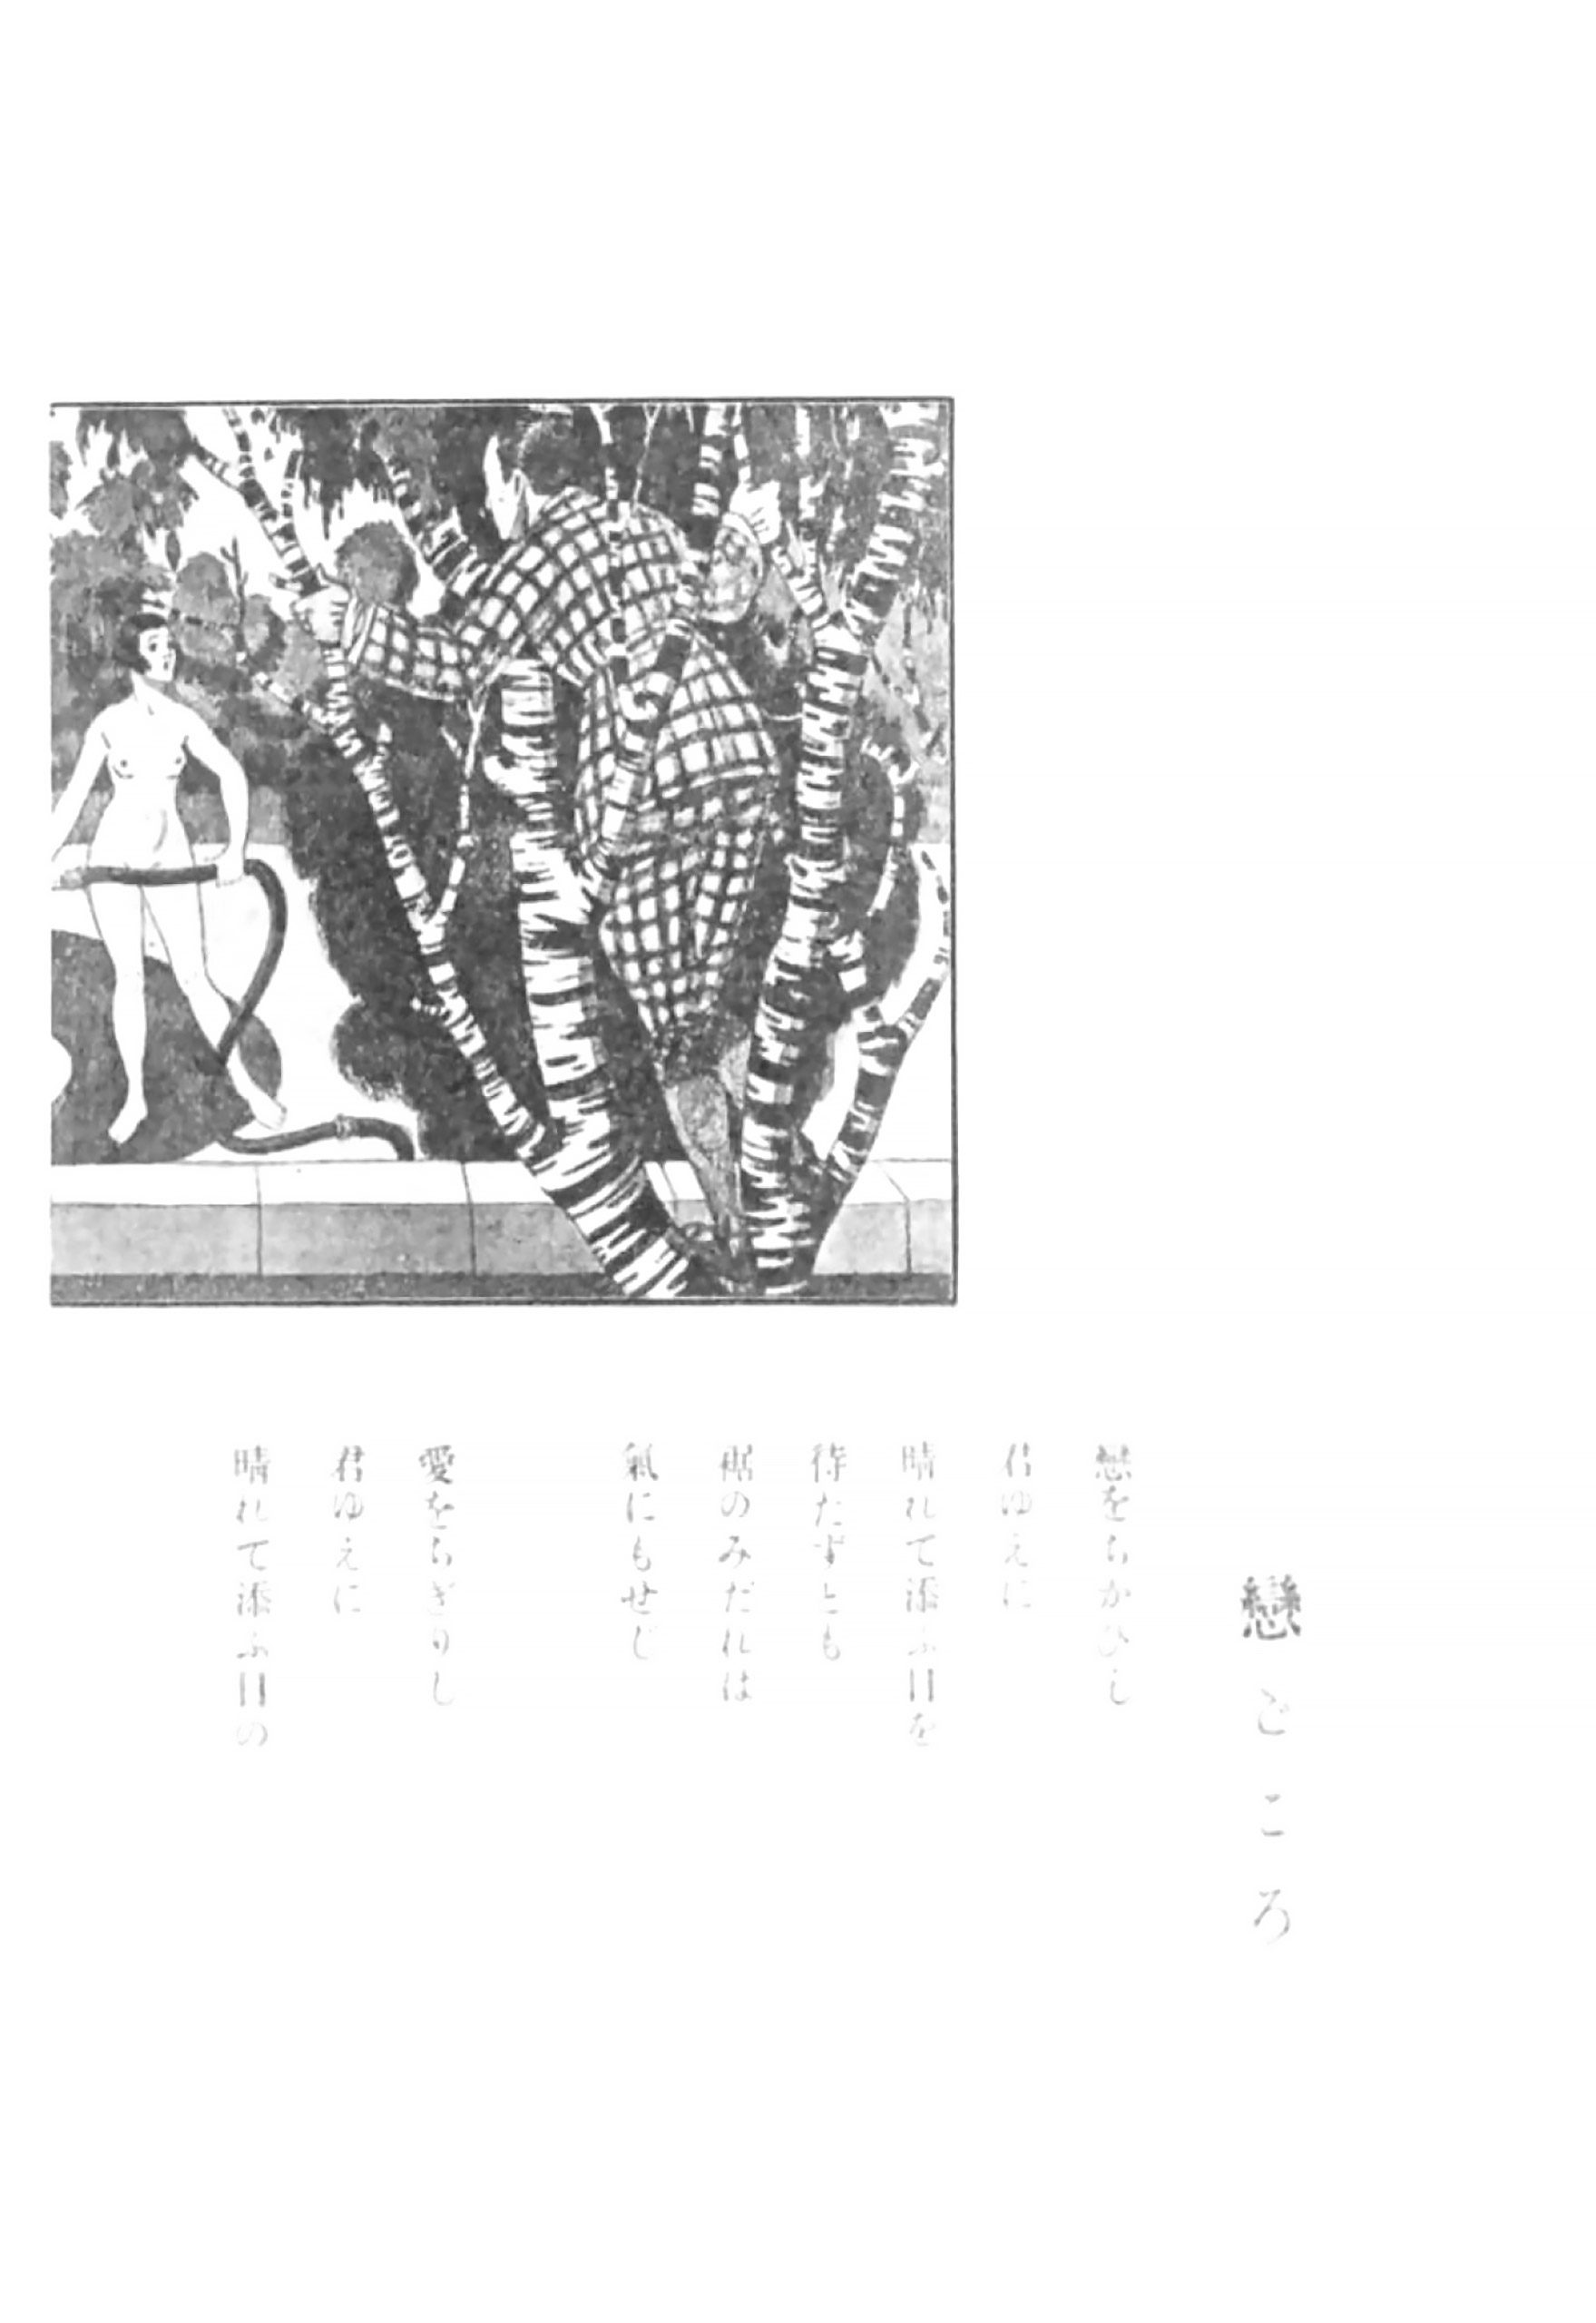 戀どころ
戀をちかひし
君ゆえに
晴れて添ふ日を
待たずとも
裾のみだれは
氣にもせじ
愛をちぎりし
君ゆえに
晴れて添ふ日の